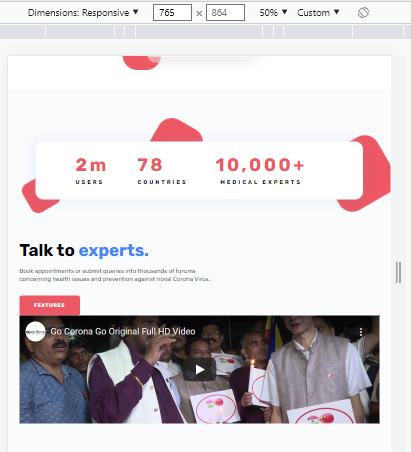 Dimensions: Responsive ▼ 765 × 864 50% ▼ Custom ▼
2m 78 10,000+
USERS COUNTRIES MEDICAL EXPERTS
Talk to experts.
Book appointments or submit queries into thousands of forums
concerning health issues and prevention against noval Corona Virus.
FEATURES
Go Corona Go Original Full HD Video